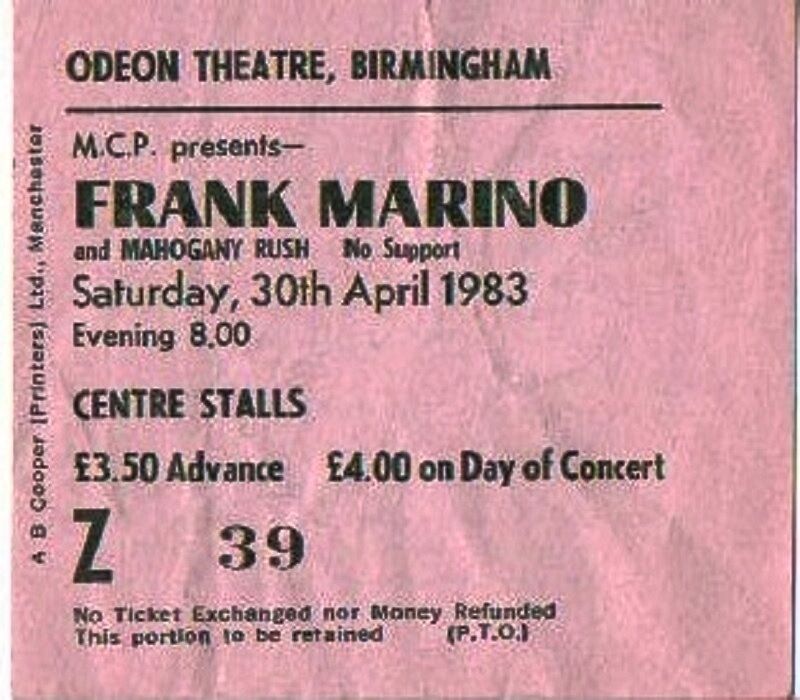 ODEON THEATRE, BIRMINGHAM
M.C.P. presents—
FRANK MARINO
and MAHOGANY RUSH No Support
Saturday, 30th April 1983
Evening 8.00
CENTRE STALLS
£3.50 Advance £4.00 on Day of Concert
Z 39
No Ticket Exchanged nor Money Refunded
This portion to be retained (P.T.O.)
A B Cooper (Printers) Ltd., Manchester